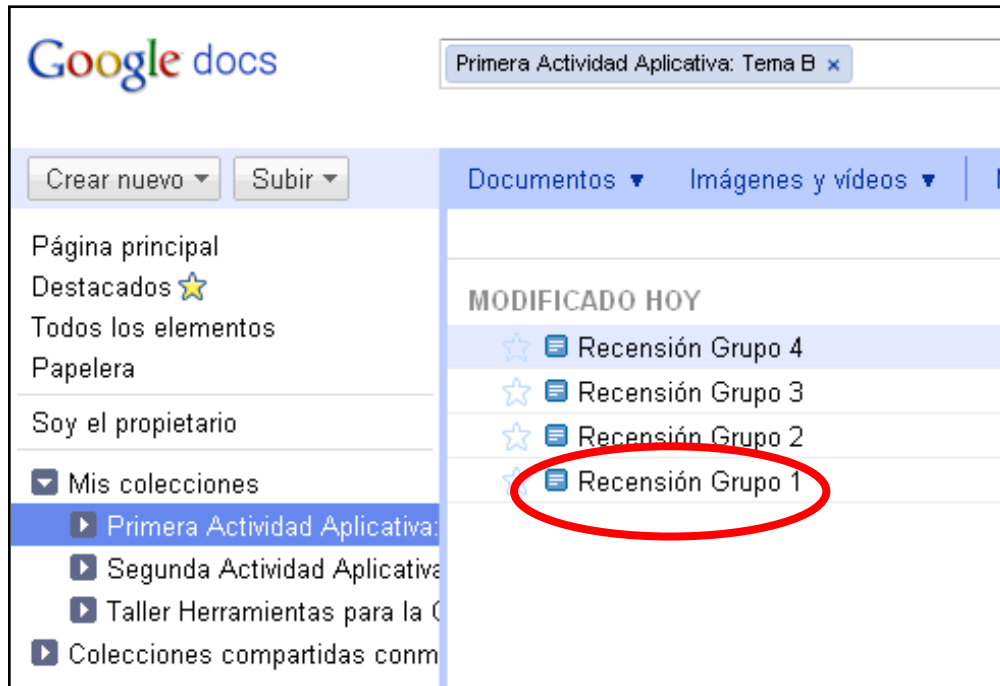 Google docs
Primera Actividad Aplicativa: Tema B ×
Crear nuevo
Subir
Documentos
Imágenes y vídeos
Página principal
Destacados
Todos los elementos
Papelera
Soy el propietario
Mis colecciones
Primera Actividad Aplicativa:
Segunda Actividad Aplicativa
Taller Herramientas para la
Colecciones compartidas conm
MODIFICADO HOY
Recensión Grupo 4
Recensión Grupo 3
Recensión Grupo 2
Recensión Grupo 1